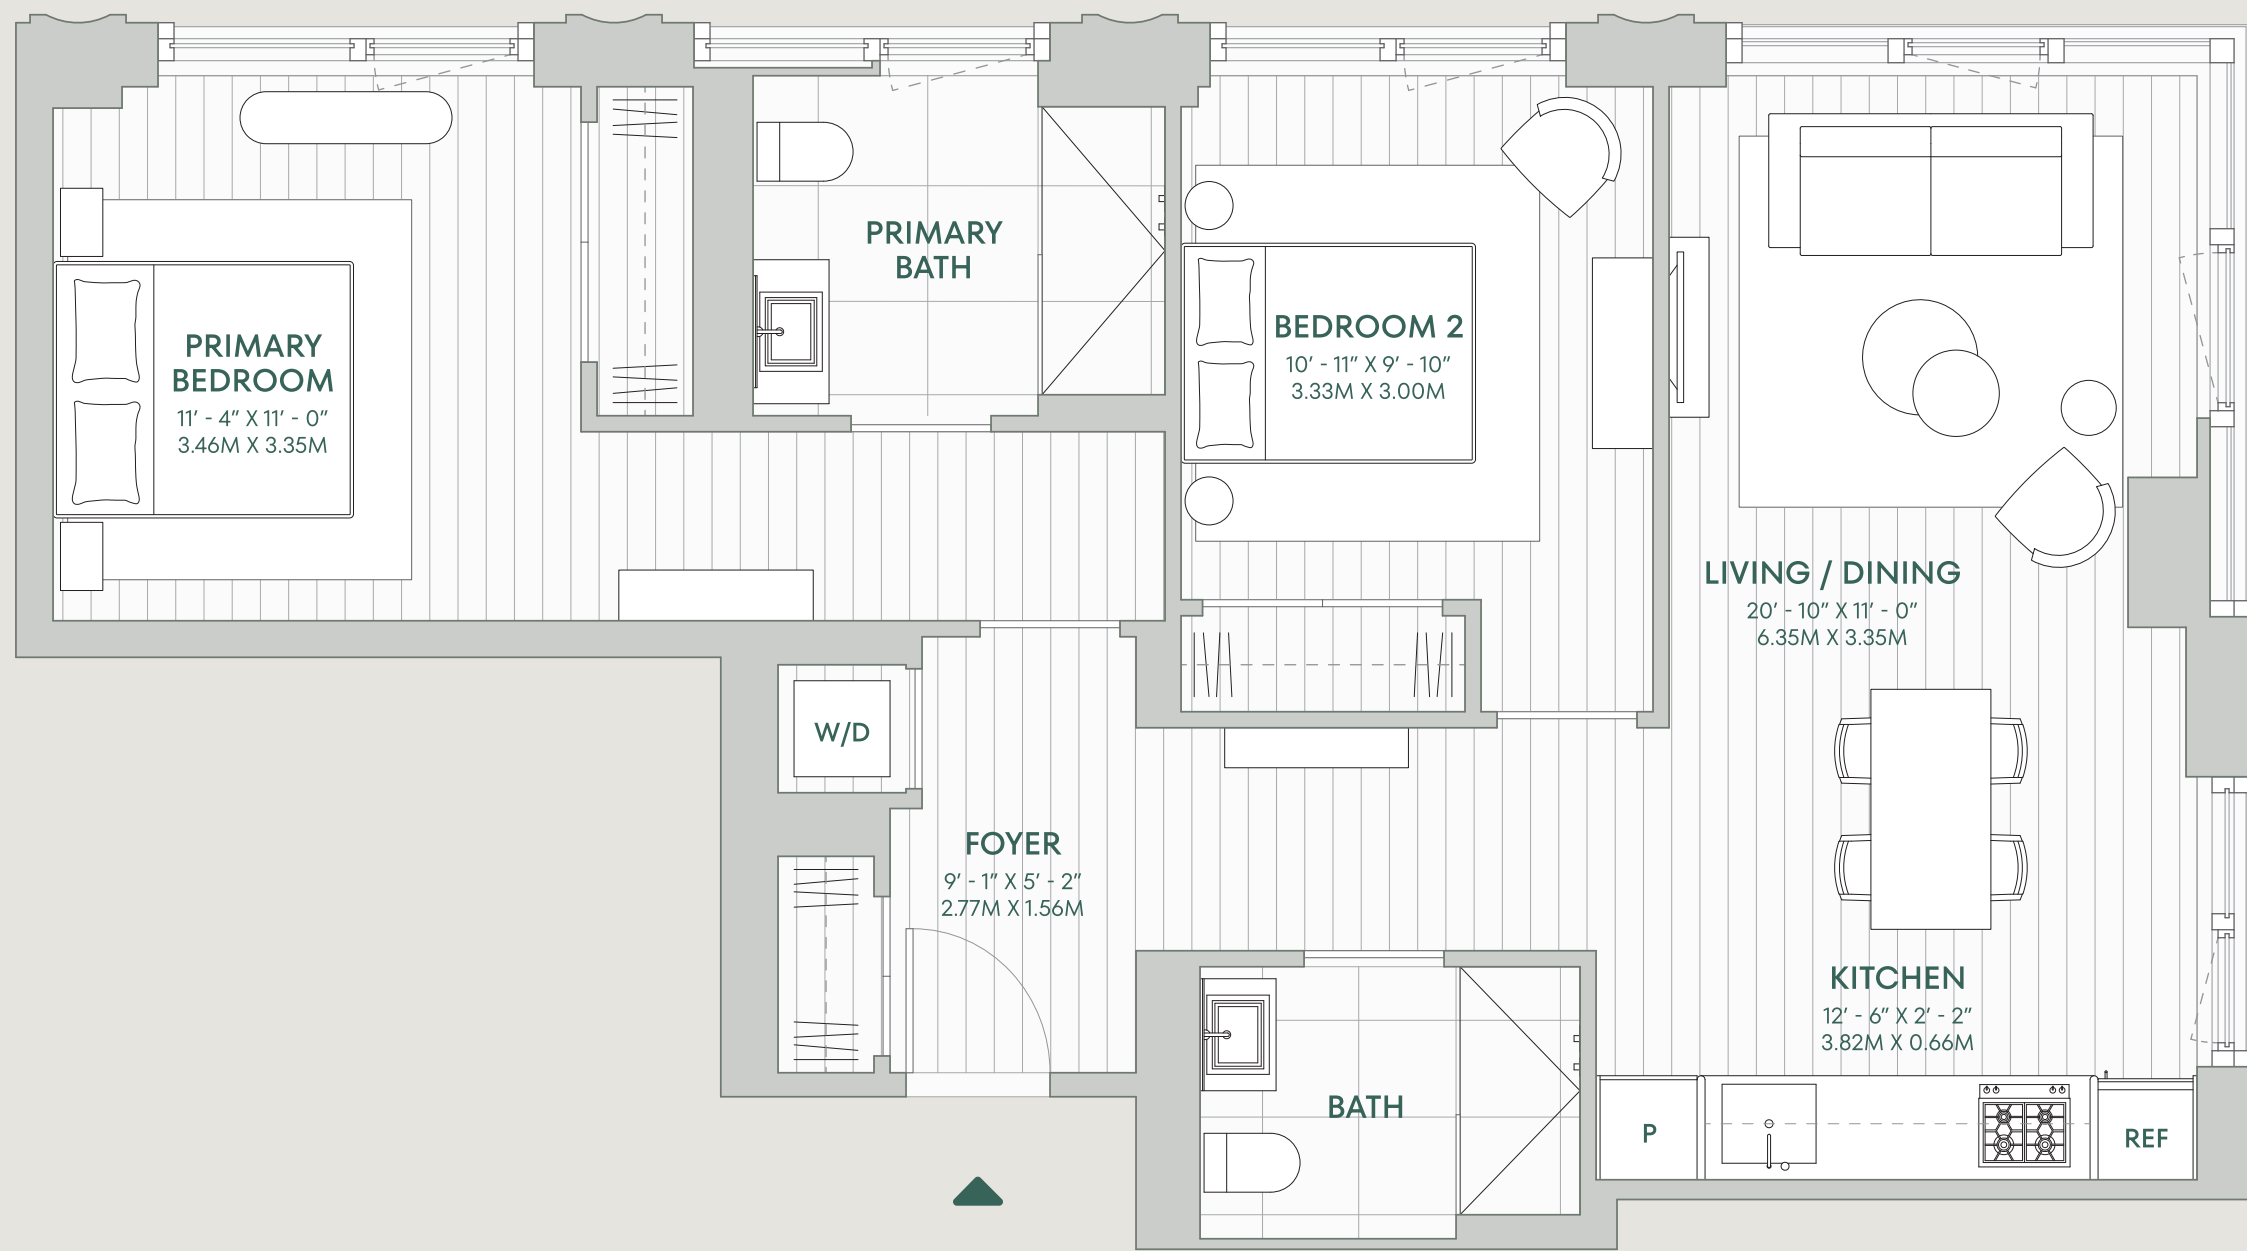 PRIMARY
BATH
PRIMARY
BEDROOM
11’ - 4” X 11’ - 0”
3.46M X 3.35M
BEDROOM 2
10’ - 11” X 9’ - 10”
3.33M X 3.00M
LIVING / DINING
20’ - 10” X 11’ - 0”
6.35M X 3.35M
W/D
FOYER
9’ - 1” X 5’ - 2”
2.77M X 1.56M
KITCHEN
12’ - 6” X 2’ - 2”
3.82M X 0.66M
BATH
P
REF